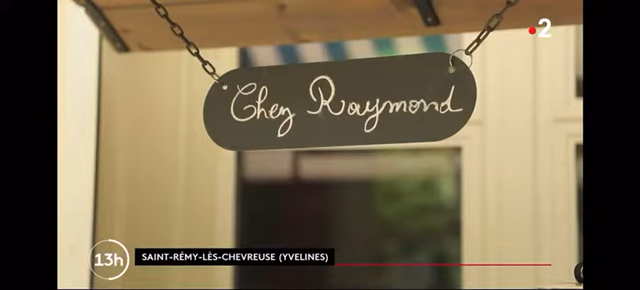 2
Chez Raymond
13h
SAINT-RÉMY-LÈS-CHEVREUSE (YVELINES)